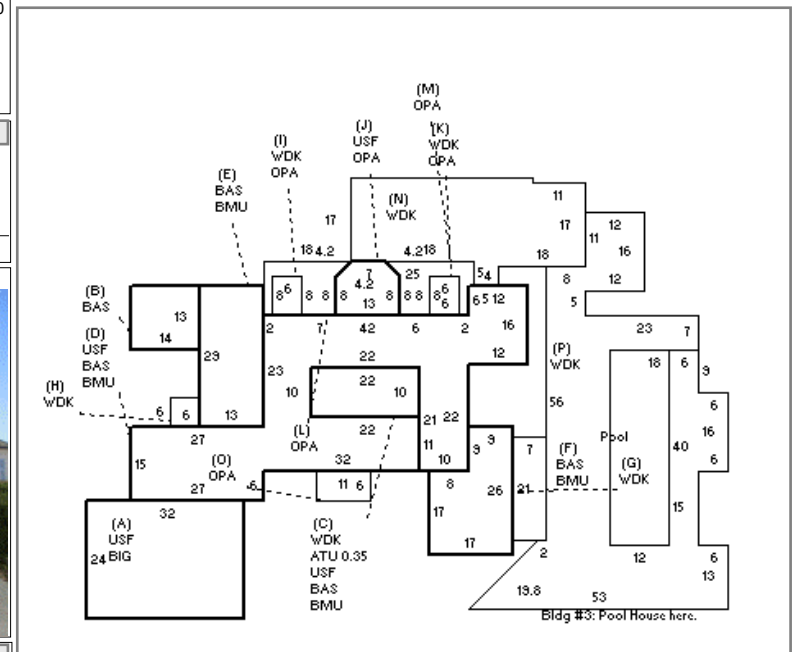 (M)
OPA
(K)
WDK
OPA
(J)
USF
OPA
(I)
WDK
OPA
(E)
BAS
BMU
(N)
WDK
11
17
17
11
12
16
12
18 4.2
4.2 18
18
5 4
8
5
7
4.2
13
25
8 6
8 8
8
8 8
8 6
6
6 5 12
(B)
BAS
13
14
(D)
USF
BAS
BMU
29
2
7
42
6
2
16
12
23
7
22
22
10
10
23
(P)
WDK
18
6
9
(H)
WDK
6
6
13
56
6
16
6
27
22
21
22
(L)
OPA
11
9
9
7
Pool
40
(F)
BAS
BMU
(G)
WDK
15
(O)
OPA
32
10
27
6
11 6
8
26
21
15
32
17
17
(A)
USF
BIG
24
(C)
WDK
ATU 0.35
USF
BAS
BMU
2
12
6
13
19.8
53
Bldg #3: Pool House here.